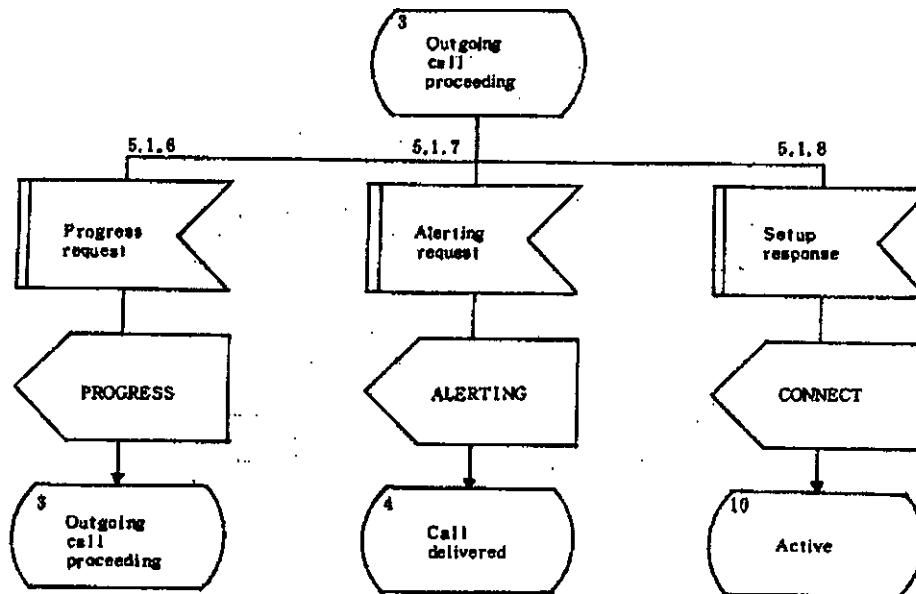 3
Outgoing
call
proceeding
5.1.6
5.1.7
5.1.8
Progress
request
Alerting
request
Setup
response
PROGRESS
ALERTING
CONNECT
3
Outgoing
call
proceeding
4
Call
delivered
10
Active